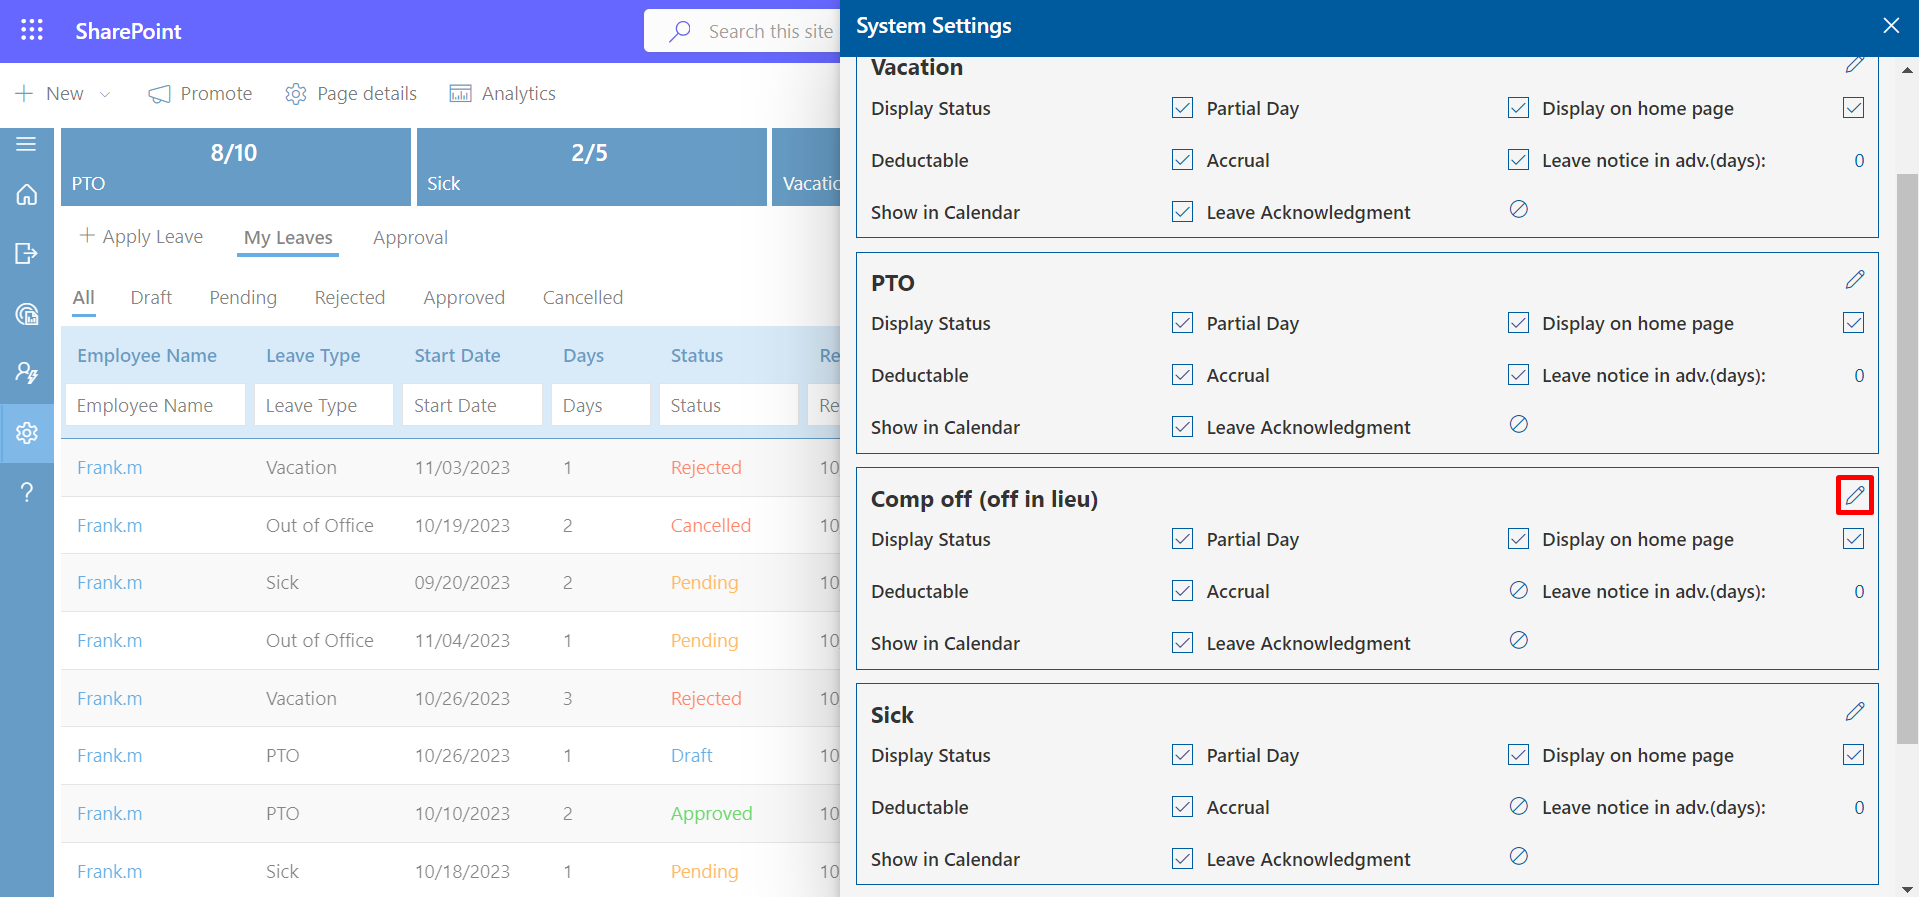 SharePoint
Search this site
System Settings
New
Promote
Page details
Analytics
8/10
PTO
2/5
Sick
Vacatio
Apply Leave
My Leaves
Approval
All
Draft
Pending
Rejected
Approved
Cancelled
Employee Name Leave Type Start Date Days Status Re
Employee Name Leave Type Start Date Days Status Re
Frank.m Vacation 11/03/2023 1 Rejected 10
Frank.m Out of Office 10/19/2023 2 Cancelled 10
Frank.m Sick 09/20/2023 2 Pending 10
Frank.m Out of Office 11/04/2023 1 Pending 10
Frank.m Vacation 10/26/2023 3 Rejected 10
Frank.m PTO 10/26/2023 1 Draft 10
Frank.m PTO 10/10/2023 2 Approved 10
Frank.m Sick 10/18/2023 1 Pending 10
Vacation
Display Status Partial Day Display on home page
Deductable Accrual Leave notice in adv.(days): 0
Show in Calendar Leave Acknowledgment
PTO
Display Status Partial Day Display on home page
Deductable Accrual Leave notice in adv.(days): 0
Show in Calendar Leave Acknowledgment
Comp off (off in lieu)
Display Status Partial Day Display on home page
Deductable Accrual Leave notice in adv.(days): 0
Show in Calendar Leave Acknowledgment
Sick
Display Status Partial Day Display on home page
Deductable Accrual Leave notice in adv.(days): 0
Show in Calendar Leave Acknowledgment